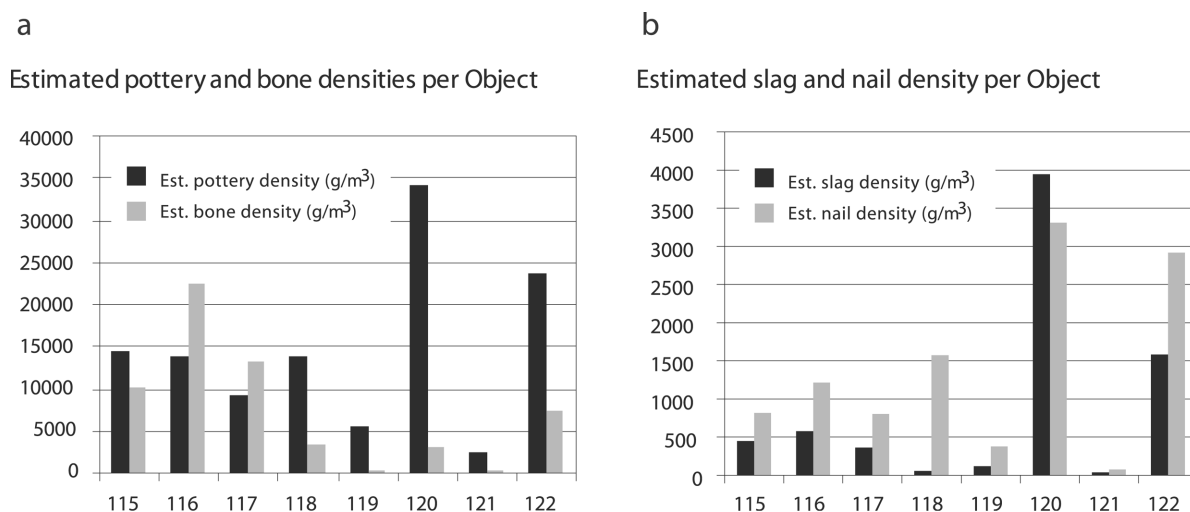 a
Estimated pottery and bone densities per Object
40000
35000
30000
25000
20000
15000
10000
5000
0
Est. pottery density (g/m³)
Est. bone density (g/m³)
115 116 117 118 119 120 121 122
b
Estimated slag and nail density per Object
4500
4000
3500
3000
2500
2000
1500
1000
500
0
Est. slag density (g/m³)
Est. nail density (g/m³)
115 116 117 118 119 120 121 122